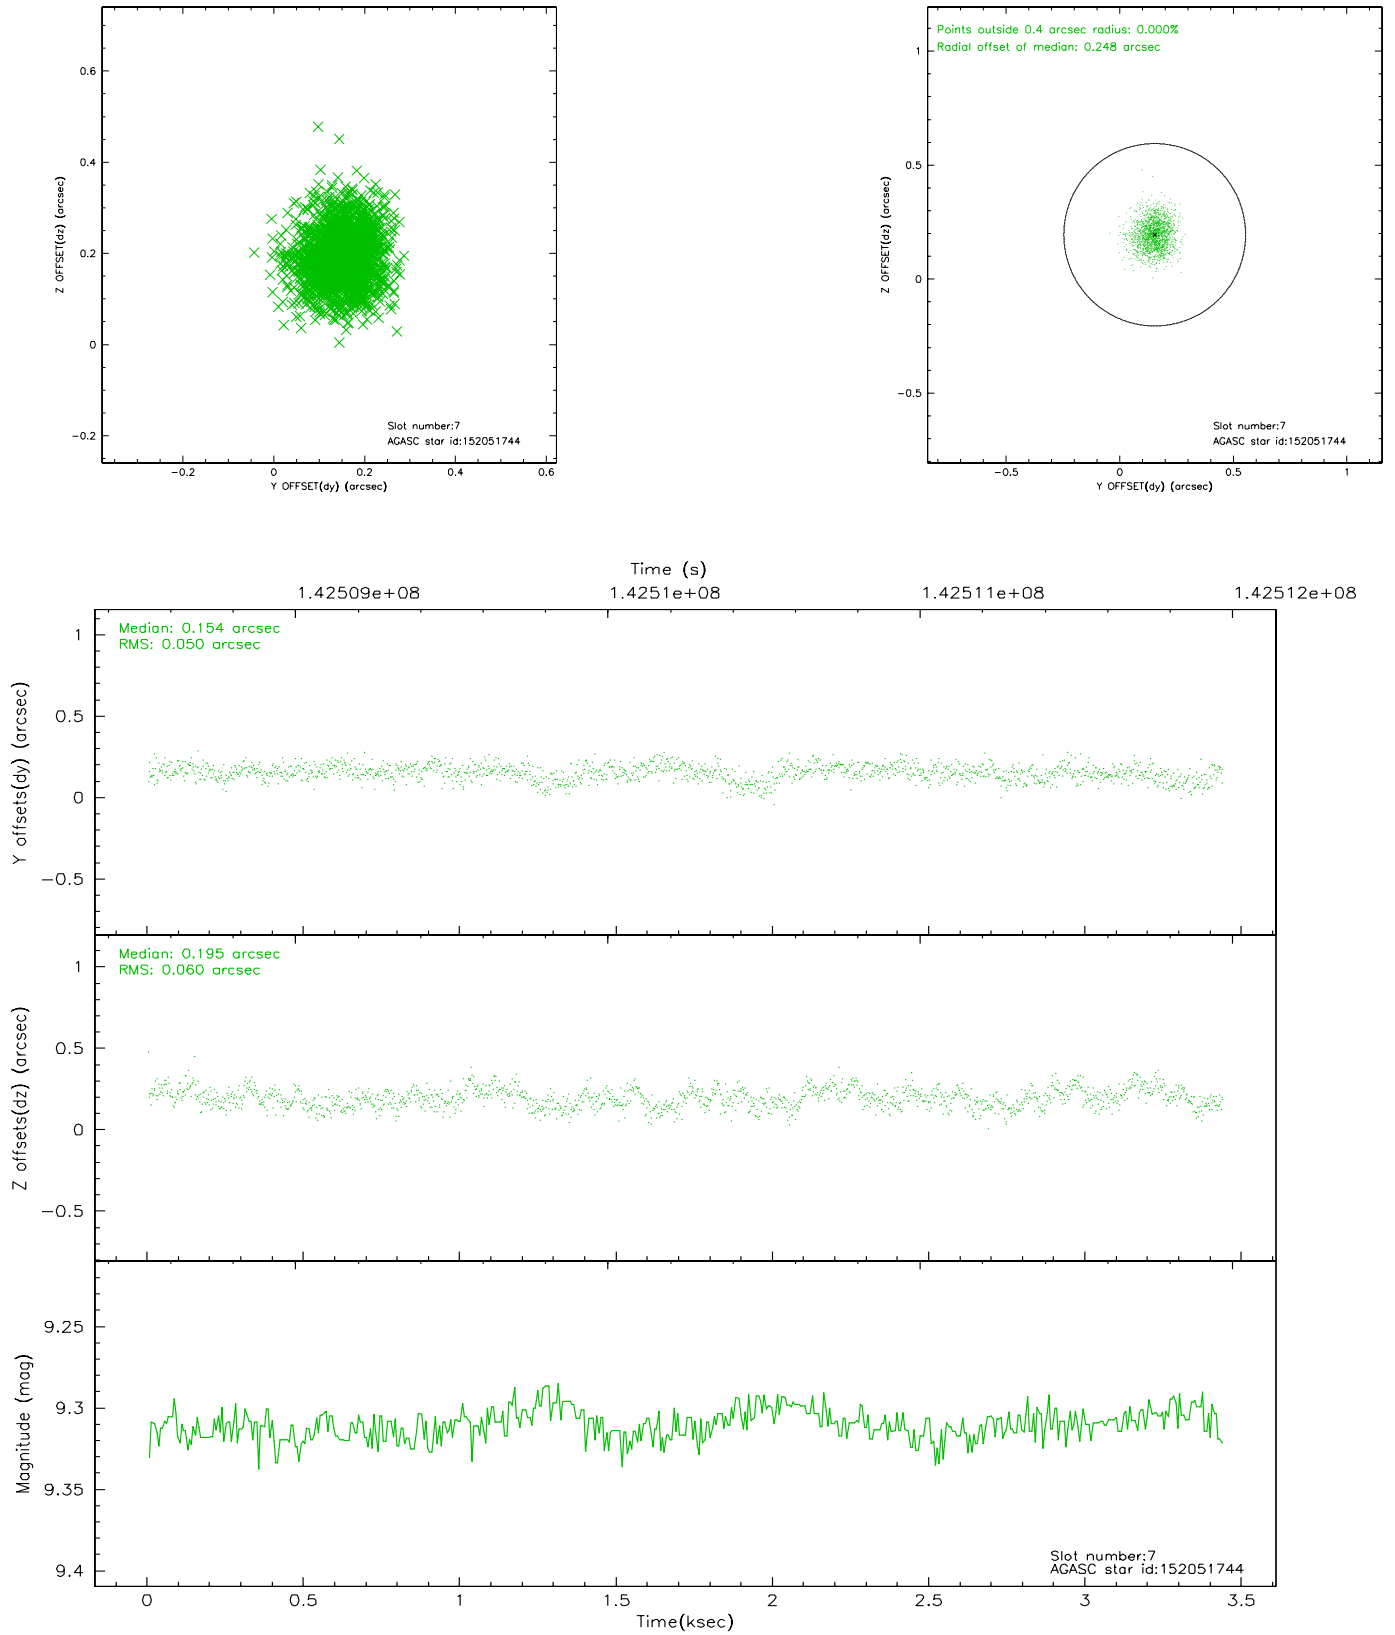 0.6
0.4
0.2
0
−0.2
Z OFFSET(dz) (arcsec)
Slot number:7
AGASC star id:152051744
−0.2 0 0.2 0.4 0.6
Y OFFSET(dy) (arcsec)
Points outside 0.4 arcsec radius: 0.000%
Radial offset of median: 0.248 arcsec
1
0.5
0
−0.5
Z OFFSET(dz) (arcsec)
Slot number:7
AGASC star id:152051744
−0.5 0 0.5 1
Y OFFSET(dy) (arcsec)
Time (s)
1.42509e+08 1.4251e+08 1.42511e+08 1.42512e+08
Median: 0.154 arcsec
RMS: 0.050 arcsec
1
0.5
0
−0.5
Y offsets(dy) (arcsec)
Median: 0.195 arcsec
RMS: 0.060 arcsec
1
0.5
0
−0.5
Z offsets(dz) (arcsec)
9.25
9.3
9.35
9.4
Magnitude (mag)
Slot number:7
AGASC star id:152051744
0 0.5 1 1.5 2 2.5 3 3.5
Time(ksec)